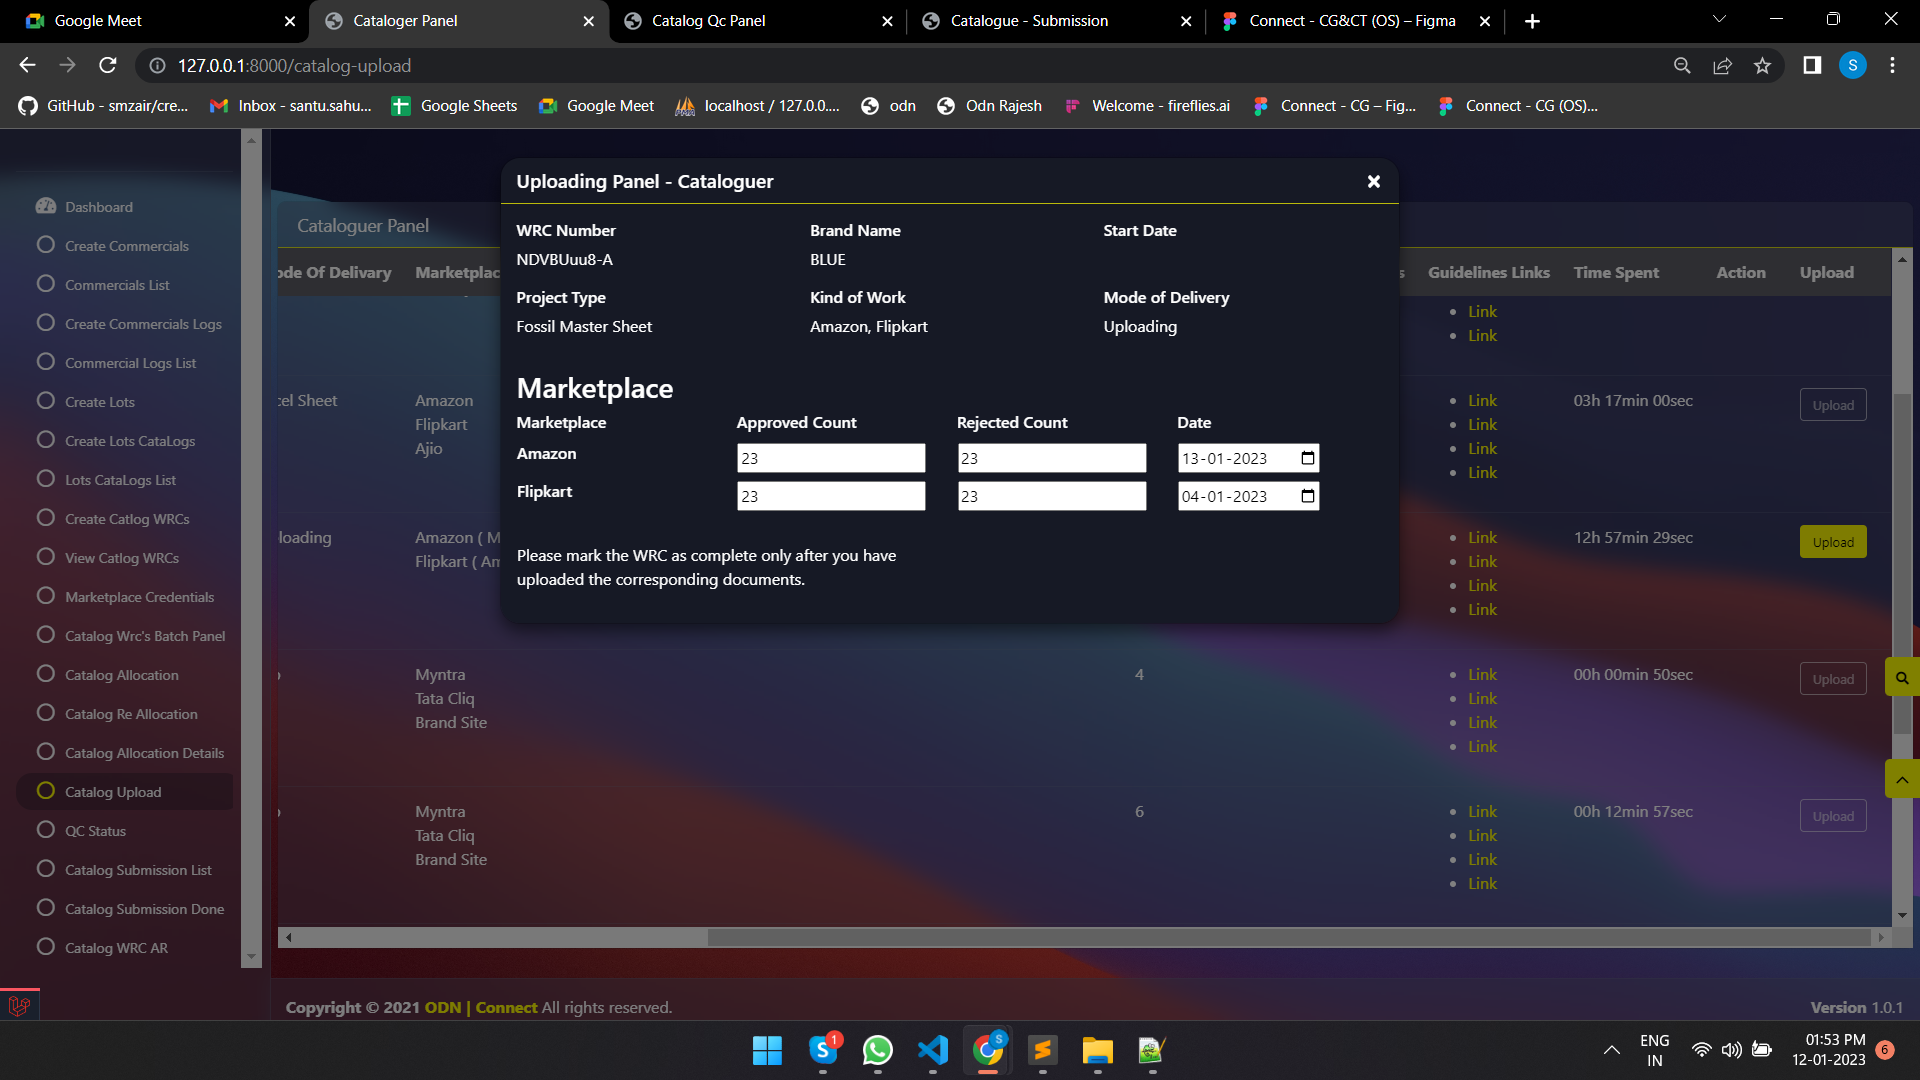 Google Meet
Cataloger Panel
Catalog Qc Panel
Catalogue - Submission
Connect - CG&CT (OS) – Figma
127.0.0.1:8000/catalog-upload
S
GitHub - smzair/cre...
Inbox - santu.sahu...
Google Sheets
Google Meet
localhost / 127.0.0....
odn
Odn Rajesh
Welcome - fireflies.ai
Connect - CG – Fig...
Connect - CG (OS)...
Dashboard
Create Commercials
Commercials List
Create Commercials Logs
Commercial Logs List
Create Lots
Create Lots CataLogs
Lots CataLogs List
Create Catlog WRCs
View Catlog WRCs
Marketplace Credentials
Catalog Wrc's Batch Panel
Catalog Allocation
Catalog Re Allocation
Catalog Allocation Details
Catalog Upload
QC Status
Catalog Submission List
Catalog Submission Done
Catalog WRC AR
Cataloguer Panel
ode Of Delivary Marketplac s Guidelines Links Time Spent Action Upload
Link
Link
cel Sheet
Amazon
Flipkart
Ajio
Link
Link
Link
Link
03h 17min 00sec
Upload
loading
Amazon ( M
Flipkart ( Am
Link
Link
Link
Link
12h 57min 29sec
Upload
Myntra
Tata Cliq
Brand Site
4
Link
Link
Link
Link
00h 00min 50sec
Upload
Myntra
Tata Cliq
Brand Site
6
Link
Link
Link
Link
00h 12min 57sec
Upload
Uploading Panel - Cataloguer
WRC Number Brand Name Start Date
NDVBUuu8-A BLUE
Project Type Kind of Work Mode of Delivery
Fossil Master Sheet Amazon, Flipkart Uploading
Marketplace
Marketplace Approved Count Rejected Count Date
Amazon 23 23 13-01-2023
Flipkart 23 23 04-01-2023
Please mark the WRC as complete only after you have
uploaded the corresponding documents.
Copyright © 2021 ODN | Connect All rights reserved.
Version 1.0.1
1
S
ENG
IN
01:53 PM
12-01-2023
6